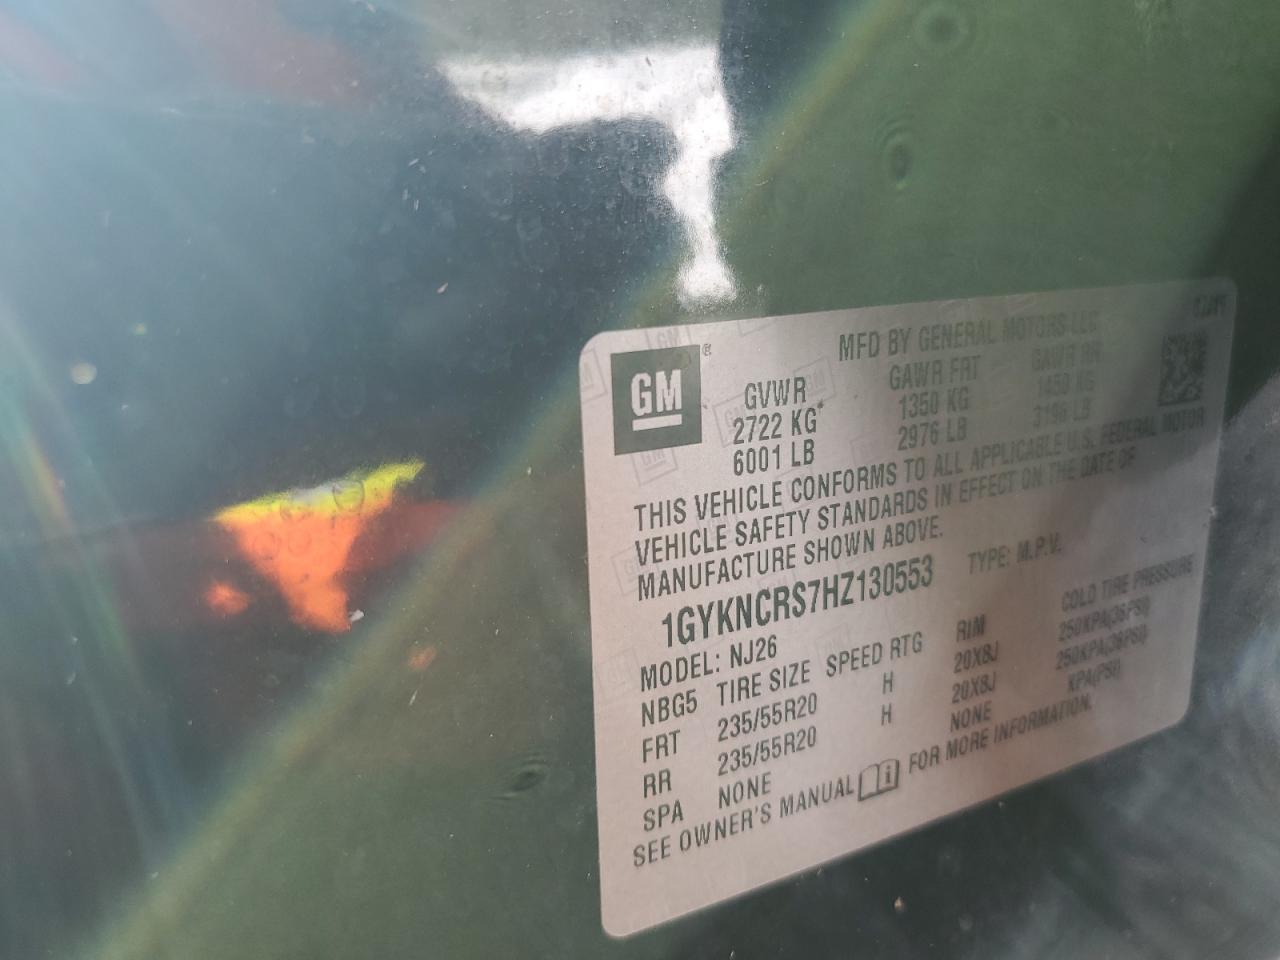 MFD BY GENERAL MOTORS LLC
GM ®
GVWR GAWR FRT GAWR RR
2722 KG 1350 KG 1450 KG
6001 LB 2976 LB 3196 LB
THIS VEHICLE CONFORMS TO ALL APPLICABLE U.S. FEDERAL MOTOR
VEHICLE SAFETY STANDARDS IN EFFECT ON THE DATE OF
MANUFACTURE SHOWN ABOVE.
1GYKNCRS7HZ130553 TYPE: M.P.V.
MODEL: NJ26
NBG5 TIRE SIZE SPEED RTG RIM COLD TIRE PRESSURE
FRT 235/55R20 H 20X8J 250KPA(36PSI)
RR 235/55R20 H 20X8J 250KPA(36PSI)
SPA NONE NONE KPA(PSI)
SEE OWNER'S MANUAL FOR MORE INFORMATION.